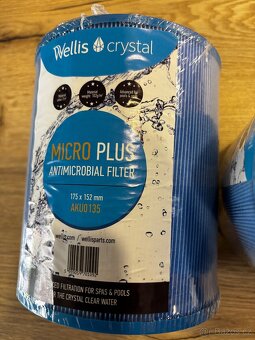 Wellis crystal
MICRO PLUS
ANTIMICROBIAL FILTER
175 x 152 mm
AKU0135
wellisparts.com
ED FILTRATION FOR SPAS & POOLS
THE CRYSTAL CLEAR WATER